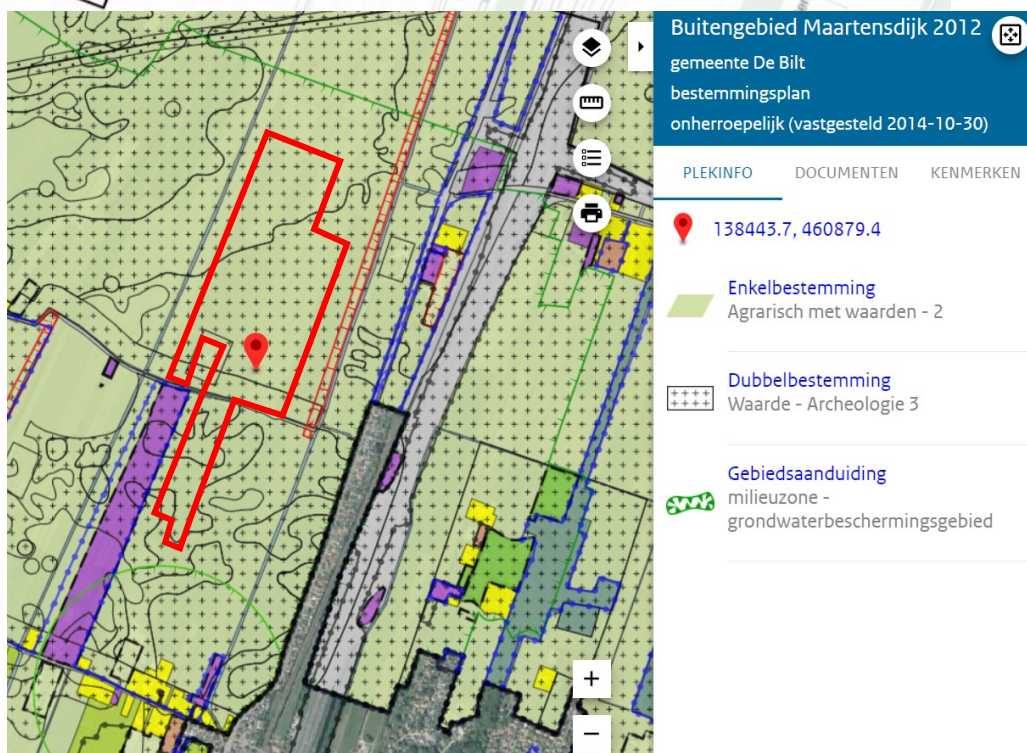 Buitengebied Maartensdijk 2012
gemeente De Bilt
bestemmingsplan
onherroepelijk (vastgesteld 2014-10-30)
PLEKINFO DOCUMENTEN KENMERKEN
138443.7, 460879.4
Enkelbestemming
Agrarisch met waarden - 2
Dubbelbestemming
Waarde - Archeologie 3
Gebiedsaanduiding
milieuzone -
grondwaterbeschermingsgebied